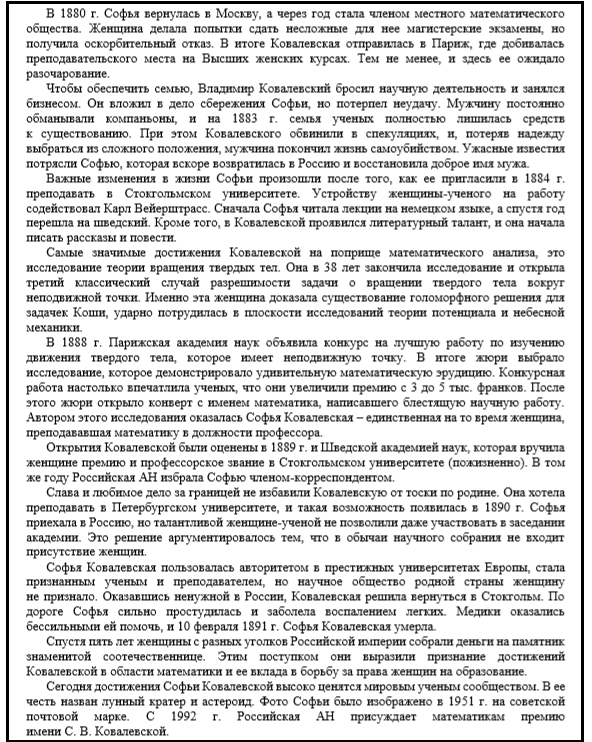 В 1880 г. Софья вернулась в Москву, а через год стала членом местного математического
общества. Женщина делала попытки сдать несложные для нее магистерские экзамены, но
получила оскорбительный отказ. В итоге Ковалевская отправилась в Париж, где добивалась
преподавательского места на Высших женских курсах. Тем не менее, и здесь ее ожидало
разочарование.
Чтобы обеспечить семью, Владимир Ковалевский бросил научную деятельность и занялся
бизнесом. Он вложил в дело сбережения Софьи, но потерпел неудачу. Мужчину постоянно
обманывали компаньоны, и на 1883 г. семья ученых полностью лишилась средств
к существованию. При этом Ковалевского обвинили в спекуляциях, и, потеряв надежду
выбраться из сложного положения, мужчина покончил жизнь самоубийством. Ужасные известия
потрясли Софью, которая вскоре возвратилась в Россию и восстановила доброе имя мужа.
Важные изменения в жизни Софьи произошли после того, как ее пригласили в 1884 г.
преподавать в Стокгольмском университете. Устройству женщины-ученого на работу
содействовал Карл Вейерштрасс. Сначала Софья читала лекции на немецком языке, а спустя год
перешла на шведский. Кроме того, в Ковалевской проявился литературный талант, и она начала
писать рассказы и повести.
Самые значимые достижения Ковалевской на поприще математического анализа, это
исследование теории вращения твердых тел. Она в 38 лет закончила исследование и открыла
третий классический случай разрешимости задачи о вращении твердого тела вокруг
неподвижной точки. Именно эта женщина доказала существование голоморфного решения для
задачек Коши, ударно потрудилась в плоскости исследований теории потенциала и небесной
механики.
В 1888 г. Парижская академия наук объявила конкурс на лучшую работу по изучению
движения твердого тела, которое имеет неподвижную точку. В итоге жюри выбрало
исследование, которое демонстрировало удивительную математическую эрудицию. Конкурсная
работа настолько впечатлила ученых, что они увеличили премию с 3 до 5 тыс. франков. После
этого жюри открыло конверт с именем математика, написавшего блестящую научную работу.
Автором этого исследования оказалась Софья Ковалевская – единственная на то время женщина,
преподававшая математику в должности профессора.
Открытия Ковалевской были оценены в 1889 г. и Шведской академией наук, которая вручила
женщине премию и профессорское звание в Стокгольмском университете (пожизненно). В том
же году Российская АН избрала Софью членом-корреспондентом.
Слава и любимое дело за границей не избавили Ковалевскую от тоски по родине. Она хотела
преподавать в Петербургском университете, и такая возможность появилась в 1890 г. Софья
приехала в Россию, но талантливой женщине-ученой не позволили даже участвовать в заседании
академии. Это решение аргументировалось тем, что в обычаи научного собрания не входит
присутствие женщин.
Софья Ковалевская пользовалась авторитетом в престижных университетах Европы, стала
признанным ученым и преподавателем, но научное общество родной страны женщину
не признало. Оказавшись ненужной в России, Ковалевская решила вернуться в Стокгольм. По
дороге Софья сильно простудилась и заболела воспалением легких. Медики оказались
бессильными ей помочь, и 10 февраля 1891 г. Софья Ковалевская умерла.
Спустя пять лет женщины с разных уголков Российской империи собрали деньги на памятник
знаменитой соотечественнице. Этим поступком они выразили признание достижений
Ковалевской в области математики и ее вклада в борьбу за права женщин на образование.
Сегодня достижения Софьи Ковалевской высоко ценятся мировым ученым сообществом. В ее
честь назван лунный кратер и астероид. Фото Софьи было изображено в 1951 г. на советской
почтовой марке. С 1992 г. Российская АН присуждает математикам премию
имени С. В. Ковалевской.